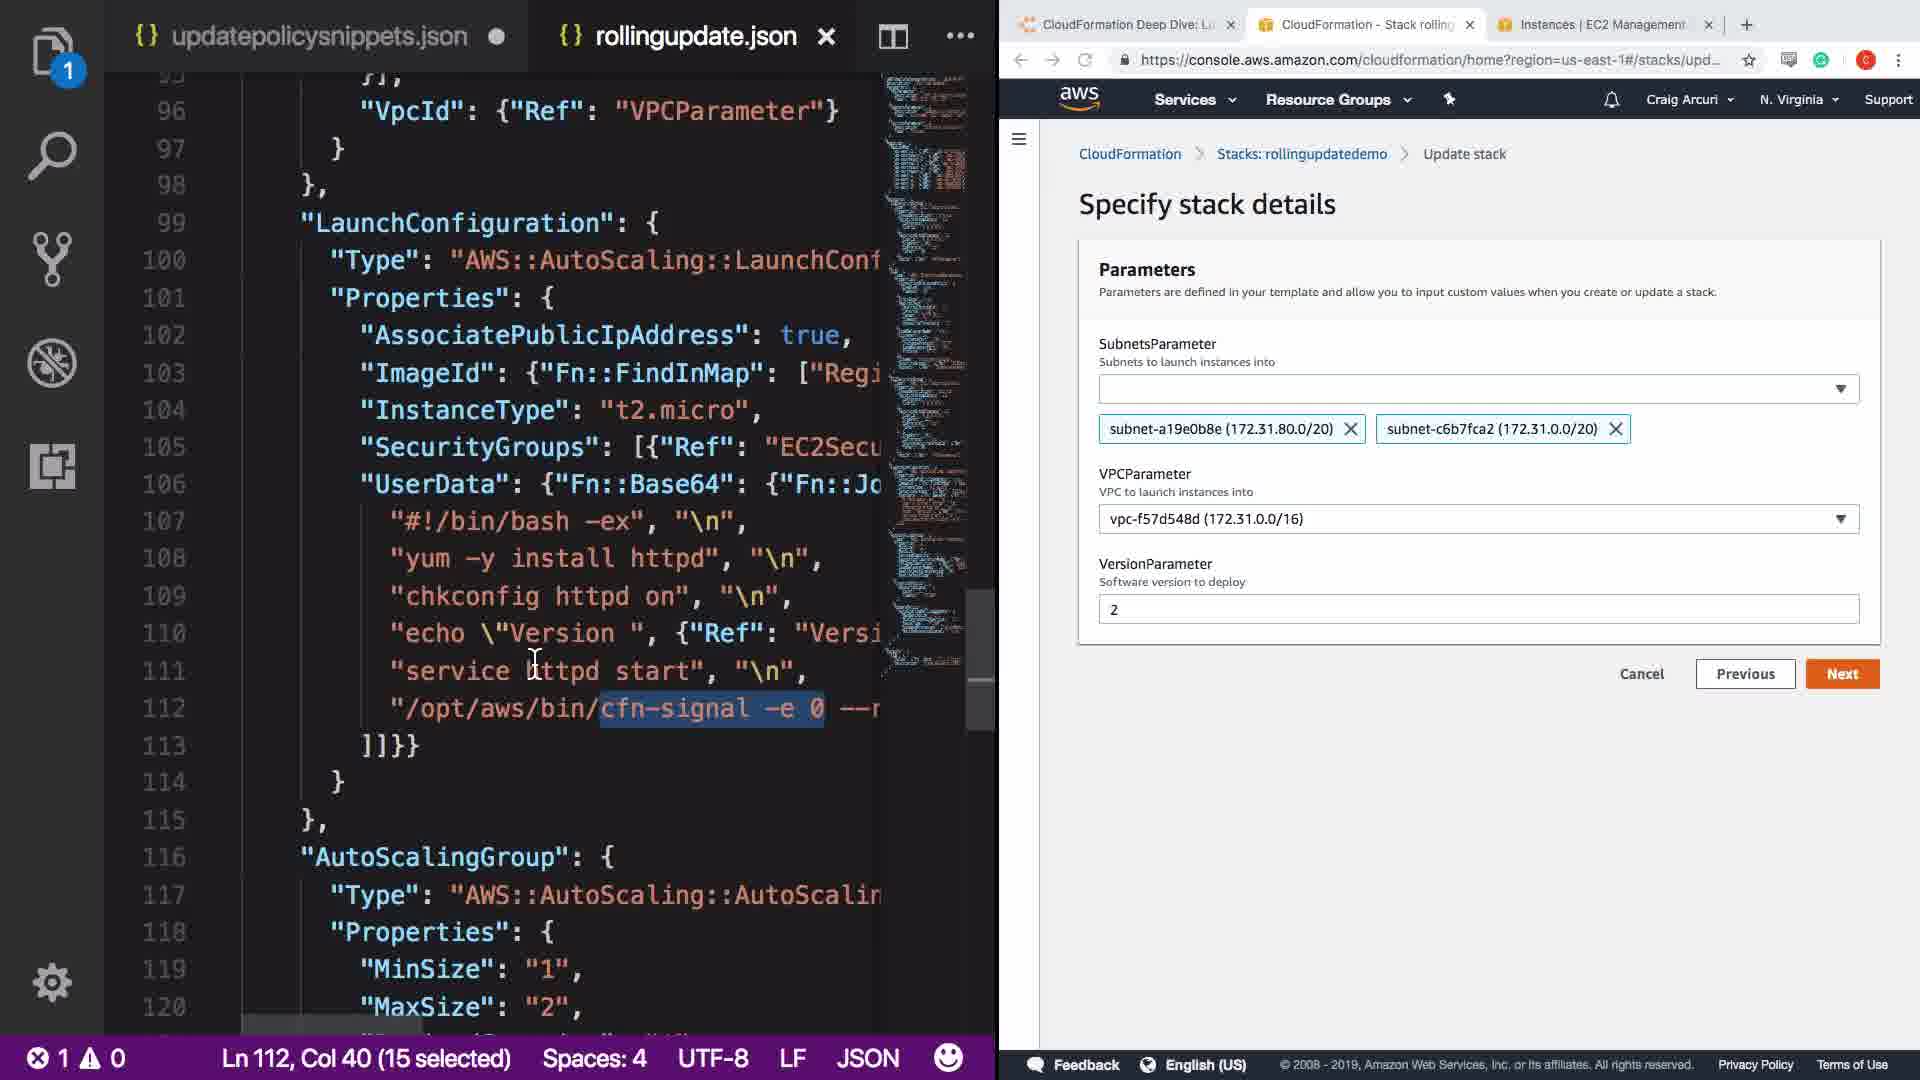 updatepolicysnippets.json
rollingupdate.json
1
96 "VpcId": {"Ref": "VPCParameter"}
97 }
98 },
99 "LaunchConfiguration": {
100 "Type": "AWS::AutoScaling::LaunchConf
101 "Properties": {
102 "AssociatePublicIpAddress": true,
103 "ImageId": {"Fn::FindInMap": ["Regi
104 "InstanceType": "t2.micro",
105 "SecurityGroups": [{"Ref": "EC2Secu
106 "UserData": {"Fn::Base64": {"Fn::Jo
107 "#!/bin/bash -ex", "\n",
108 "yum -y install httpd", "\n",
109 "chkconfig httpd on", "\n",
110 "echo \"Version ", {"Ref": "Versi
111 "service httpd start", "\n",
112 "/opt/aws/bin/cfn-signal -e 0 --r
113 ]]}}
114 }
115 },
116 "AutoScalingGroup": {
117 "Type": "AWS::AutoScaling::AutoScalin
118 "Properties": {
119 "MinSize": "1",
120 "MaxSize": "2",
1 0 Ln 112, Col 40 (15 selected) Spaces: 4 UTF-8 LF JSON
CloudFormation Deep Dive: L
CloudFormation - Stack rolling
Instances | EC2 Management
https://console.aws.amazon.com/cloudformation/home?region=us-east-1#/stacks/upd...
C
aws Services Resource Groups Craig Arcuri N. Virginia Support
CloudFormation > Stacks: rollingupdatedemo > Update stack
Specify stack details
Parameters
Parameters are defined in your template and allow you to input custom values when you create or update a stack.
SubnetsParameter
Subnets to launch instances into
subnet-a19e0b8e (172.31.80.0/20) subnet-c6b7fca2 (172.31.0.0/20)
VPCParameter
VPC to launch instances into
vpc-f57d548d (172.31.0.0/16)
VersionParameter
Software version to deploy
2
Cancel Previous Next
Feedback English (US) © 2008 - 2019, Amazon Web Services, Inc. or its affiliates. All rights reserved. Privacy Policy Terms of Use